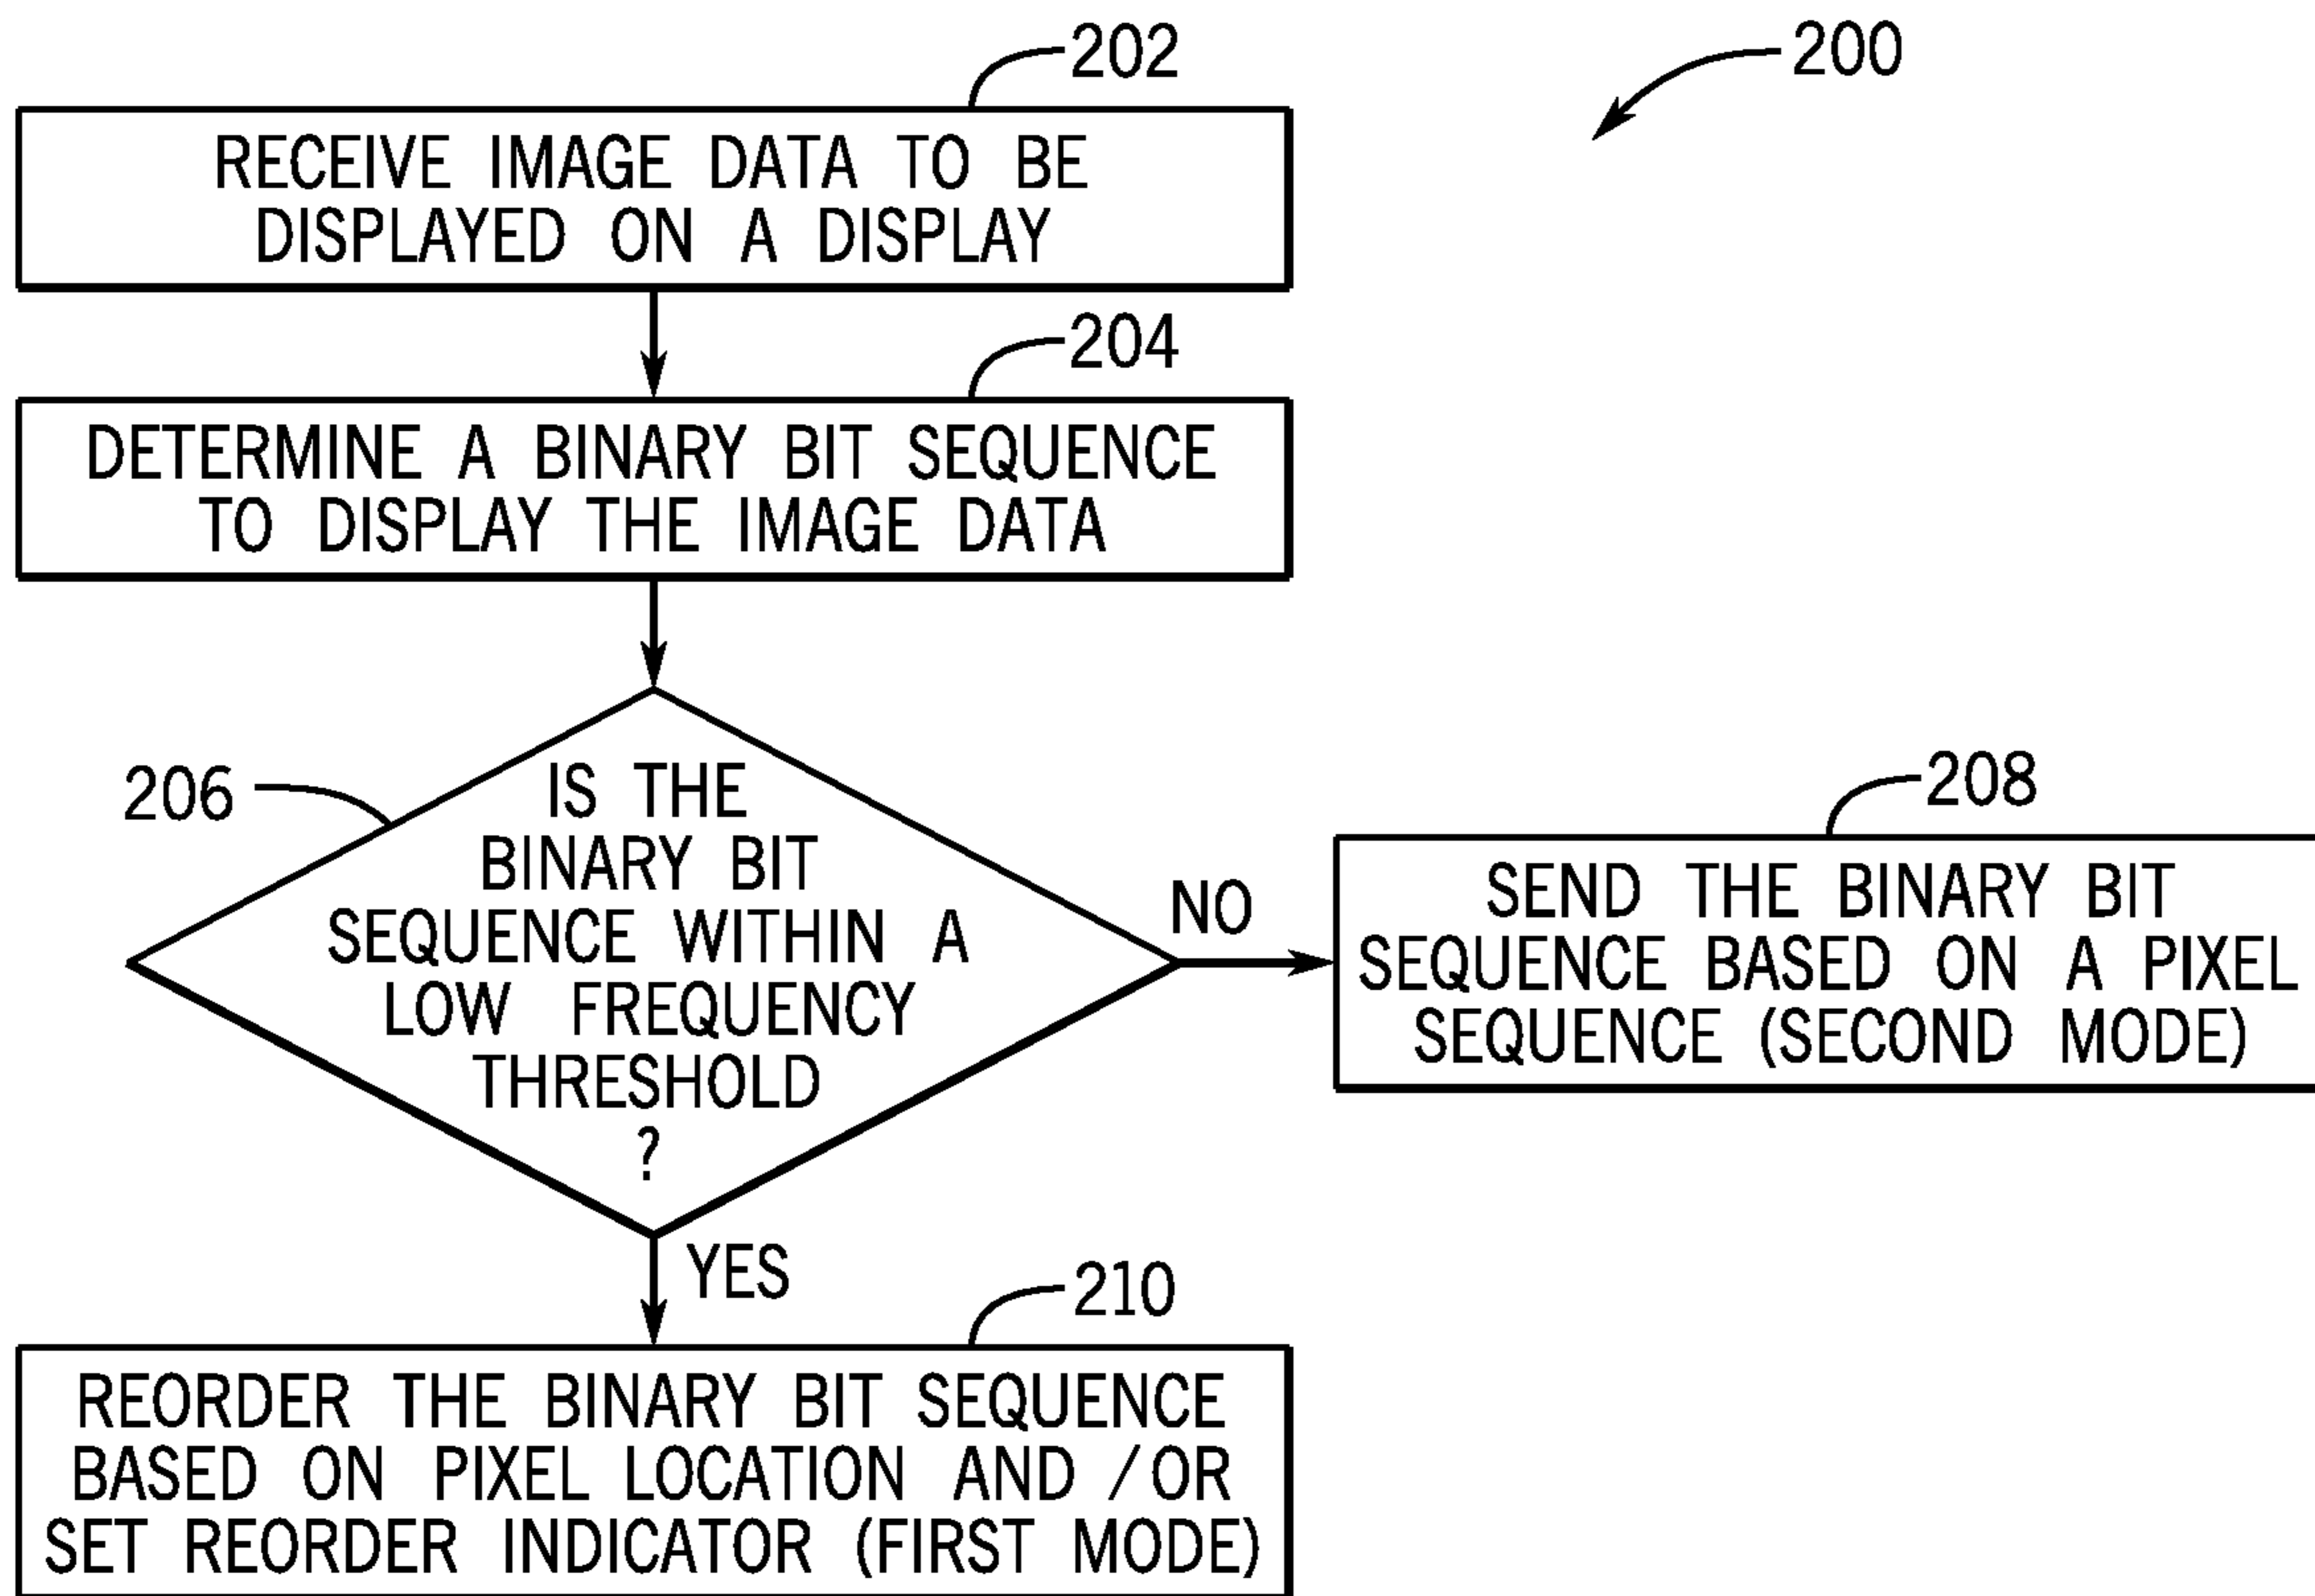 202
200
RECEIVE IMAGE DATA TO BE
DISPLAYED ON A DISPLAY
204
DETERMINE A BINARY BIT SEQUENCE
TO DISPLAY THE IMAGE DATA
206
IS THE
BINARY BIT
SEQUENCE WITHIN A
LOW FREQUENCY
THRESHOLD
?
NO
208
SEND THE BINARY BIT
SEQUENCE BASED ON A PIXEL
SEQUENCE (SECOND MODE)
YES
210
REORDER THE BINARY BIT SEQUENCE
BASED ON PIXEL LOCATION AND /OR
SET REORDER INDICATOR (FIRST MODE)